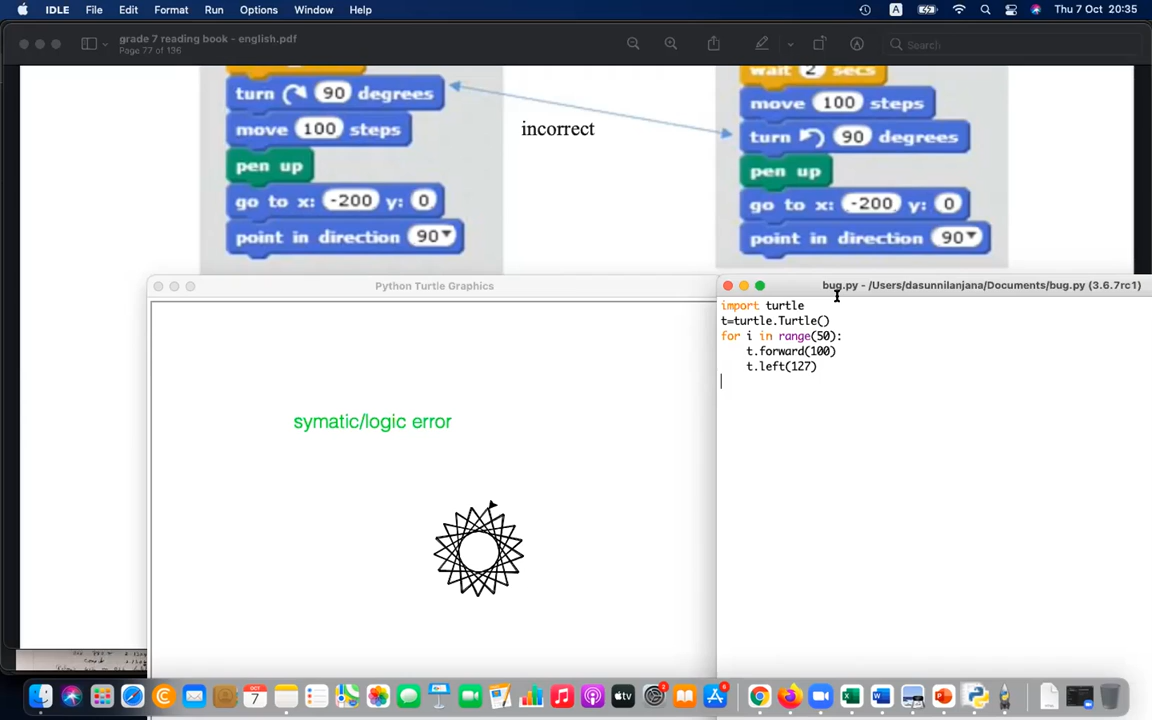 IDLE File Edit Format Run Options Window Help
A Thu 7 Oct 20:35
grade 7 reading book - english.pdf
Page 77 of 136
Search
turn 90 degrees
move 100 steps
pen up
go to x: -200 y: 0
point in direction 90
incorrect
wait 2 secs
move 100 steps
turn 90 degrees
pen up
go to x: -200 y: 0
point in direction 90
Python Turtle Graphics
symatic/logic error
bug.py - /Users/dasunnilanjana/Documents/bug.py (3.6.7rc1)
import turtle
t=turtle.Turtle()
for i in range(50):
    t.forward(100)
    t.left(127)
OCT
7
tv